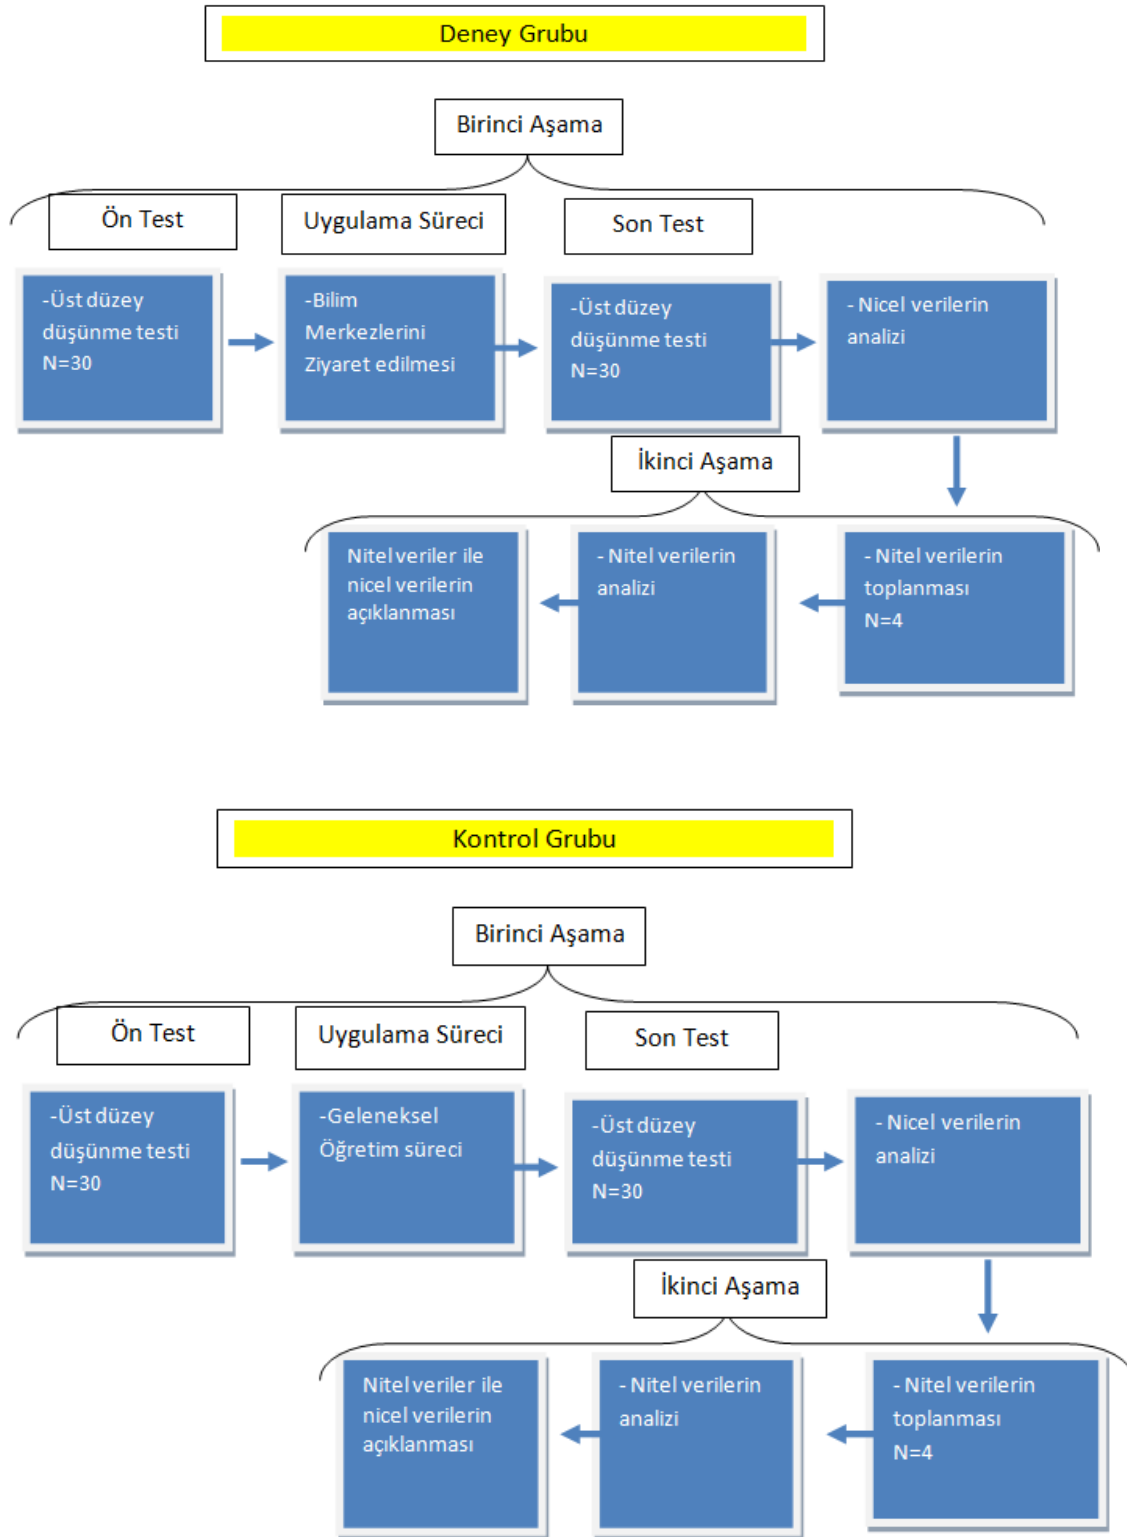 Deney Grubu
Birinci Aşama
Ön Test
Uygulama Süreci
Son Test
-Üst düzey
düşünme testi
N=30
-Bilim
Merkezlerini
Ziyaret edilmesi
-Üst düzey
düşünme testi
N=30
- Nicel verilerin
analizi
İkinci Aşama
Nitel veriler ile
nicel verilerin
açıklanması
- Nitel verilerin
analizi
- Nitel verilerin
toplanması
N=4
Kontrol Grubu
Birinci Aşama
Ön Test
Uygulama Süreci
Son Test
-Üst düzey
düşünme testi
N=30
-Geleneksel
Öğretim süreci
-Üst düzey
düşünme testi
N=30
- Nicel verilerin
analizi
İkinci Aşama
Nitel veriler ile
nicel verilerin
açıklanması
- Nitel verilerin
analizi
- Nitel verilerin
toplanması
N=4